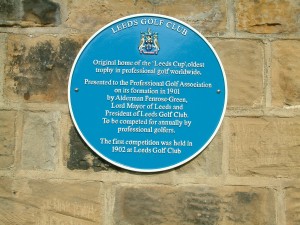 LEEDS GOLF CLUB
Original home of the 'Leeds Cup', oldest
trophy in professional golf worldwide.
Presented to the Professional Golf Association
on its formation in 1901
by Alderman Penrose-Green,
Lord Mayor of Leeds and
President of Leeds Golf Club.
To be competed for annually by
professional golfers.
The first competition was held in
1902 at Leeds Golf Club